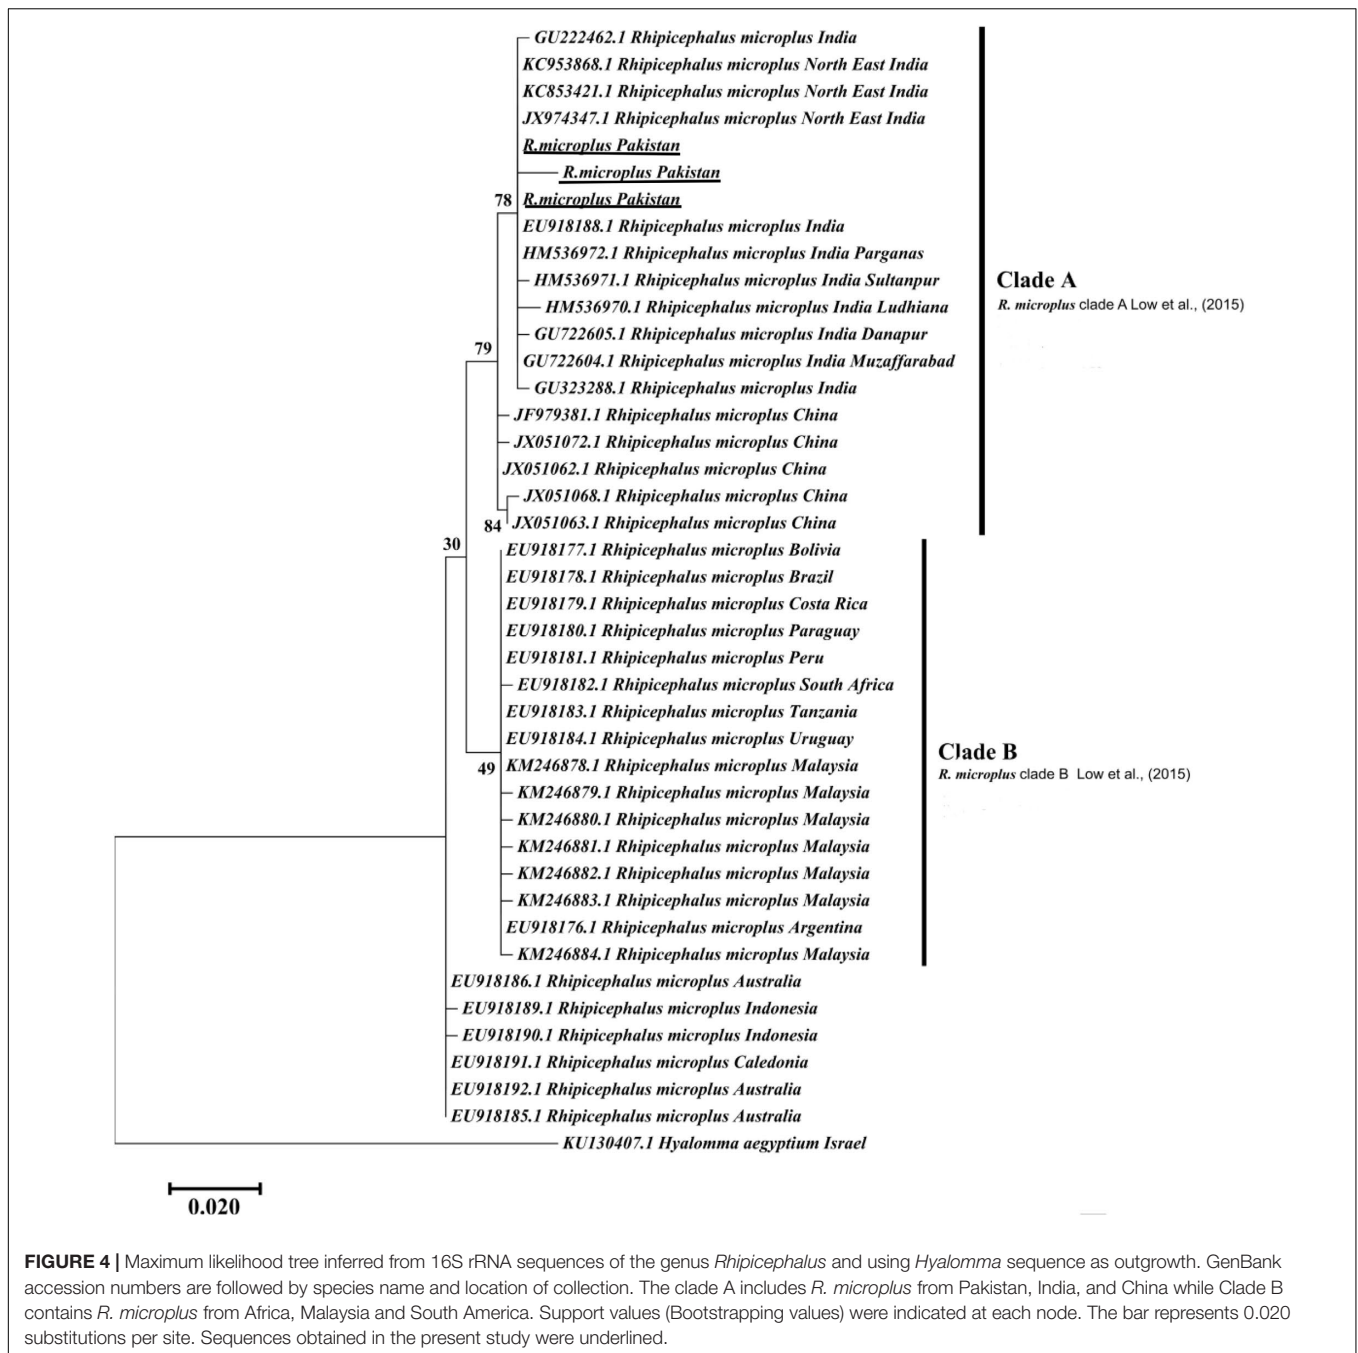 GU222462.1 Rhipicephalus microplus India
KC953868.1 Rhipicephalus microplus North East India
KC853421.1 Rhipicephalus microplus North East India
JX974347.1 Rhipicephalus microplus North East India
R.microplus Pakistan
R.microplus Pakistan
78
R.microplus Pakistan
EU918188.1 Rhipicephalus microplus India
HM536972.1 Rhipicephalus microplus India Parganas
HM536971.1 Rhipicephalus microplus India Sultanpur
Clade A
R. microplus clade A Low et al., (2015)
HM536970.1 Rhipicephalus microplus India Ludhiana
GU722605.1 Rhipicephalus microplus India Danapur
79
GU722604.1 Rhipicephalus microplus India Muzaffarabad
GU323288.1 Rhipicephalus microplus India
JF979381.1 Rhipicephalus microplus China
JX051072.1 Rhipicephalus microplus China
JX051062.1 Rhipicephalus microplus China
JX051068.1 Rhipicephalus microplus China
84
JX051063.1 Rhipicephalus microplus China
30
EU918177.1 Rhipicephalus microplus Bolivia
EU918178.1 Rhipicephalus microplus Brazil
EU918179.1 Rhipicephalus microplus Costa Rica
EU918180.1 Rhipicephalus microplus Paraguay
EU918181.1 Rhipicephalus microplus Peru
EU918182.1 Rhipicephalus microplus South Africa
EU918183.1 Rhipicephalus microplus Tanzania
EU918184.1 Rhipicephalus microplus Uruguay
Clade B
R. microplus clade B Low et al., (2015)
49
KM246878.1 Rhipicephalus microplus Malaysia
KM246879.1 Rhipicephalus microplus Malaysia
KM246880.1 Rhipicephalus microplus Malaysia
KM246881.1 Rhipicephalus microplus Malaysia
KM246882.1 Rhipicephalus microplus Malaysia
KM246883.1 Rhipicephalus microplus Malaysia
EU918176.1 Rhipicephalus microplus Argentina
KM246884.1 Rhipicephalus microplus Malaysia
EU918186.1 Rhipicephalus microplus Australia
EU918189.1 Rhipicephalus microplus Indonesia
EU918190.1 Rhipicephalus microplus Indonesia
EU918191.1 Rhipicephalus microplus Caledonia
EU918192.1 Rhipicephalus microplus Australia
EU918185.1 Rhipicephalus microplus Australia
KU130407.1 Hyalomma aegyptium Israel
0.020
FIGURE 4 | Maximum likelihood tree inferred from 16S rRNA sequences of the genus Rhipicephalus and using Hyalomma sequence as outgrowth. GenBank
accession numbers are followed by species name and location of collection. The clade A includes R. microplus from Pakistan, India, and China while Clade B
contains R. microplus from Africa, Malaysia and South America. Support values (Bootstrapping values) were indicated at each node. The bar represents 0.020
substitutions per site. Sequences obtained in the present study were underlined.